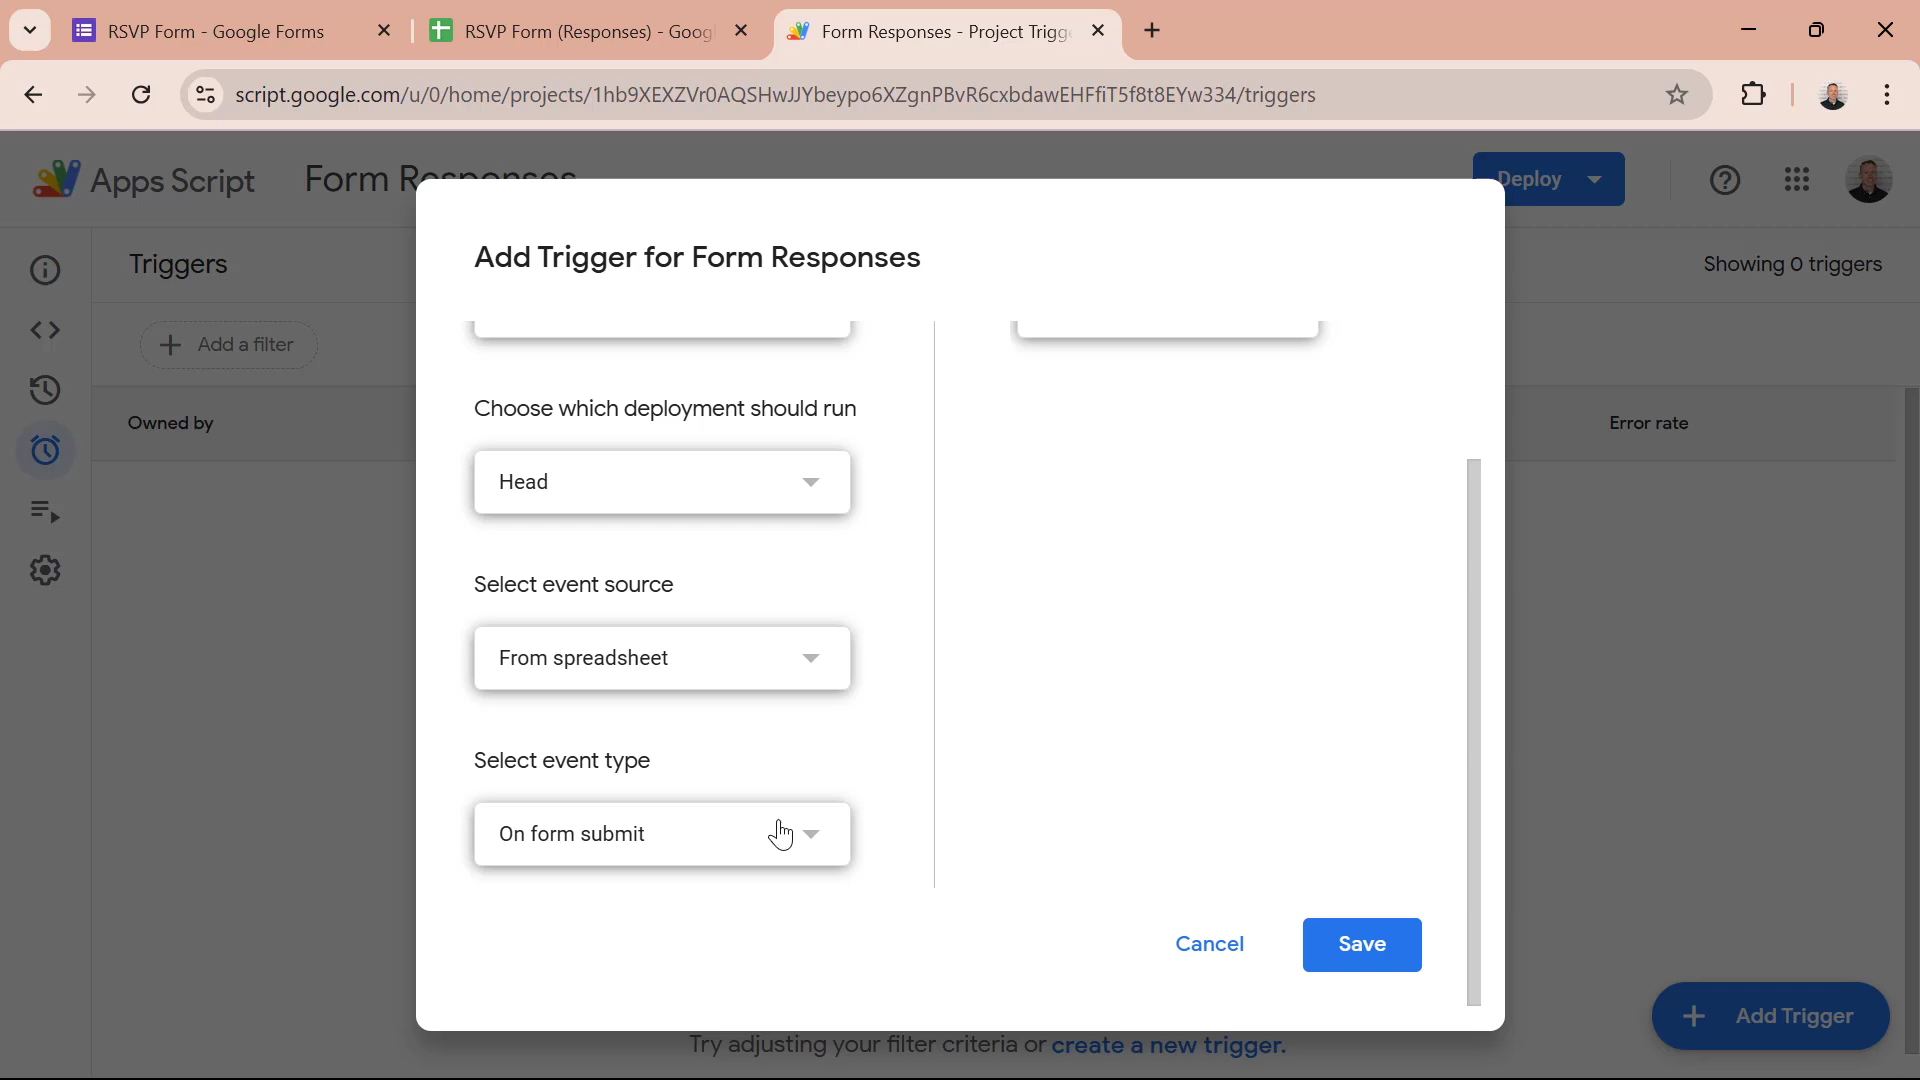 RSVP Form - Google Forms
RSVP Form (Responses) - Goog
Form Responses - Project Trigg
script.google.com/u/0/home/projects/1hb9XEXZVr0AQSHwJJYbeypo6XZgnPBvR6cxbdawEHFfiT5f8t8EYw334/triggers
Apps Script
Form Responses
Deploy
Triggers
Showing 0 triggers
Add a filter
Owned by
Error rate
Add Trigger for Form Responses
Choose which deployment should run
Head
Select event source
From spreadsheet
Select event type
On form submit
Cancel
Save
Add Trigger
Try adjusting your filter criteria or create a new trigger.